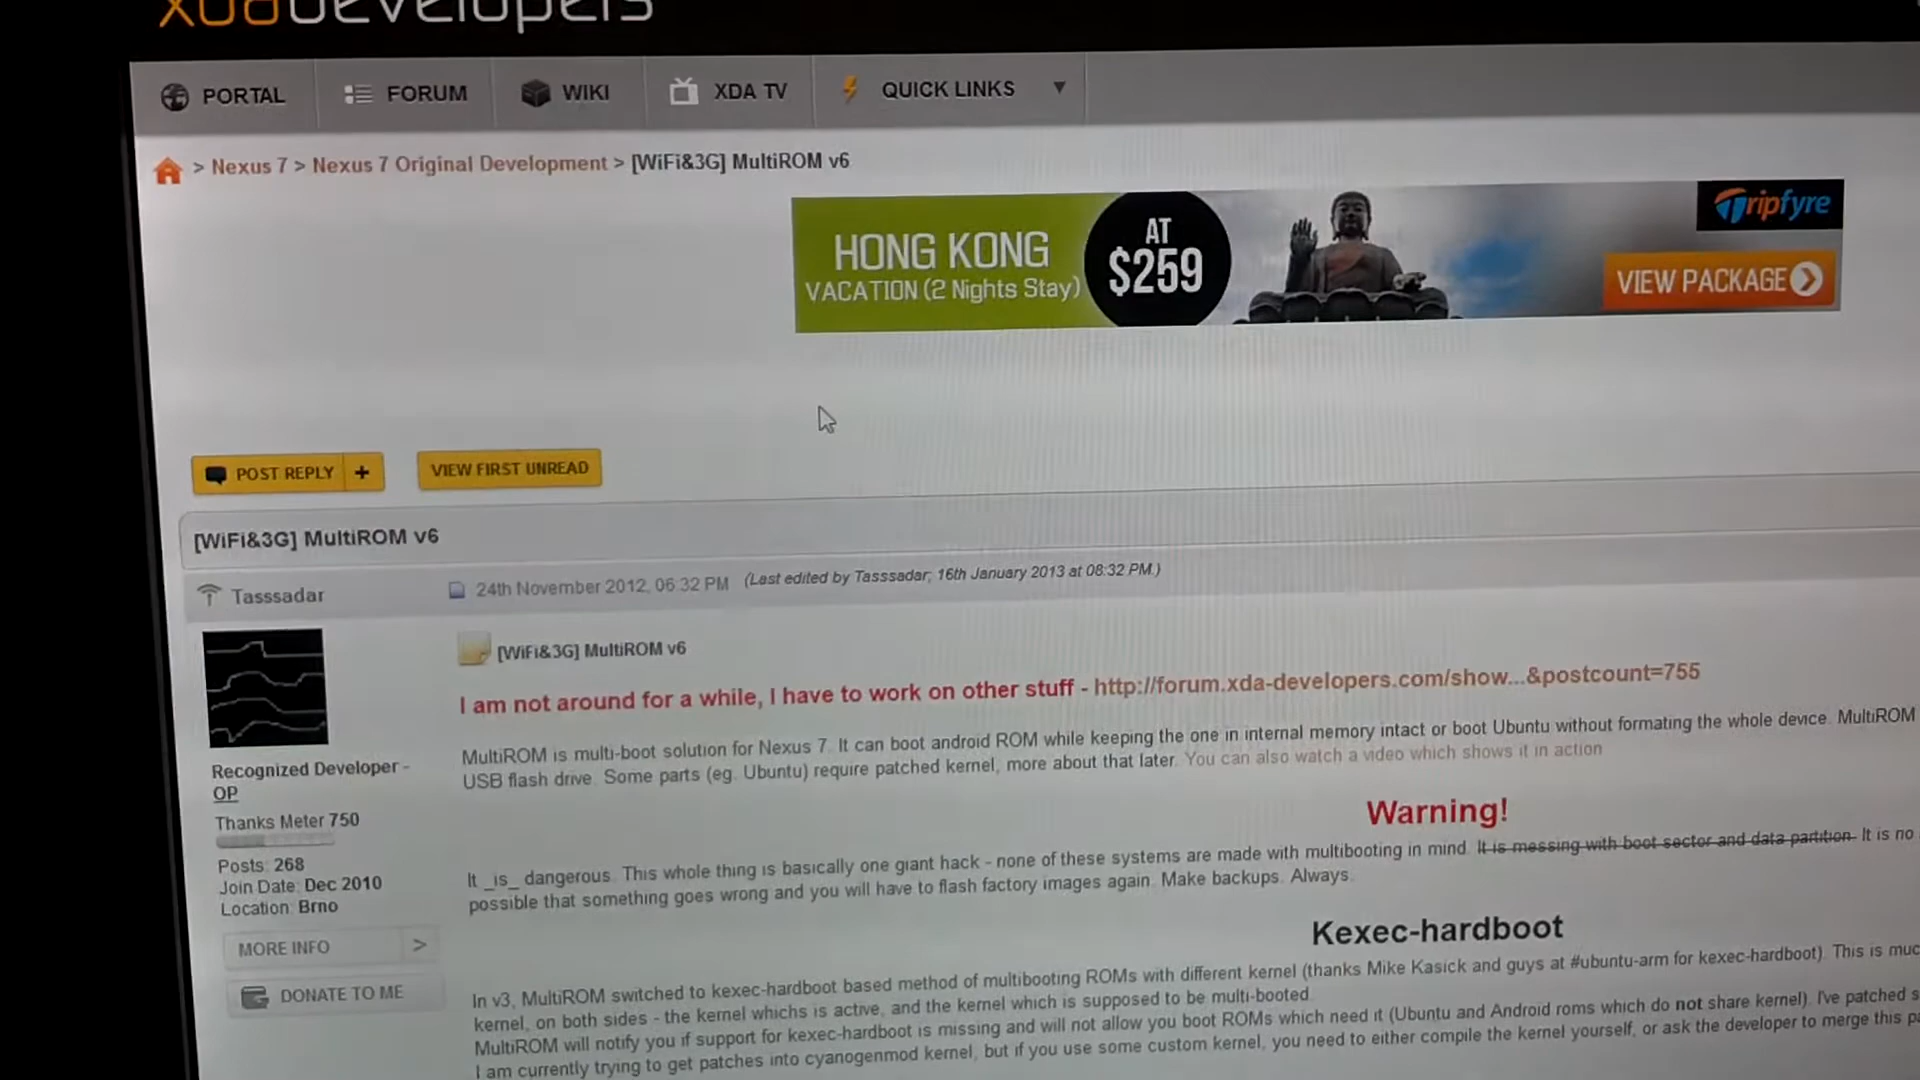 xdadevelopers
PORTAL FORUM WIKI XDA TV QUICK LINKS
> Nexus 7 > Nexus 7 Original Development > [WiFi&3G] MultiROM v6
Tripfyre
HONG KONG
VACATION (2 Nights Stay)
AT
$259
VIEW PACKAGE
POST REPLY +
VIEW FIRST UNREAD
[WiFi&3G] MultiROM v6
Tasssadar
24th November 2012, 06:32 PM (Last edited by Tasssadar; 16th January 2013 at 08:32 PM.)
[WiFi&3G] MultiROM v6
I am not around for a while, I have to work on other stuff - http://forum.xda-developers.com/show...&postcount=755
MultiROM is multi-boot solution for Nexus 7. It can boot android ROM while keeping the one in internal memory intact or boot Ubuntu without formating the whole device. MultiROM
USB flash drive. Some parts (eg. Ubuntu) require patched kernel, more about that later. You can also watch a video which shows it in action
Warning!
It _is_ dangerous. This whole thing is basically one giant hack - none of these systems are made with multibooting in mind. It is messing with boot sector and data partition. It is no
possible that something goes wrong and you will have to flash factory images again. Make backups. Always.
Kexec-hardboot
In v3, MultiROM switched to kexec-hardboot based method of multibooting ROMs with different kernel (thanks Mike Kasick and guys at #ubuntu-arm for kexec-hardboot). This is
kernel, on both sides - the kernel whichs is active, and the kernel which is supposed to be multi-booted.
MultiROM will notify you if support for kexec-hardboot is missing and will not allow you boot ROMs which need it (Ubuntu and Android roms which do not share kernel). I've patched
I am currently trying to get patches into cyanogenmod kernel, but if you use some custom kernel, you need to either compile the kernel yourself, or ask the developer to merge this
Recognized Developer -
OP
Thanks Meter 750
Posts: 268
Join Date: Dec 2010
Location: Brno
MORE INFO >
DONATE TO ME